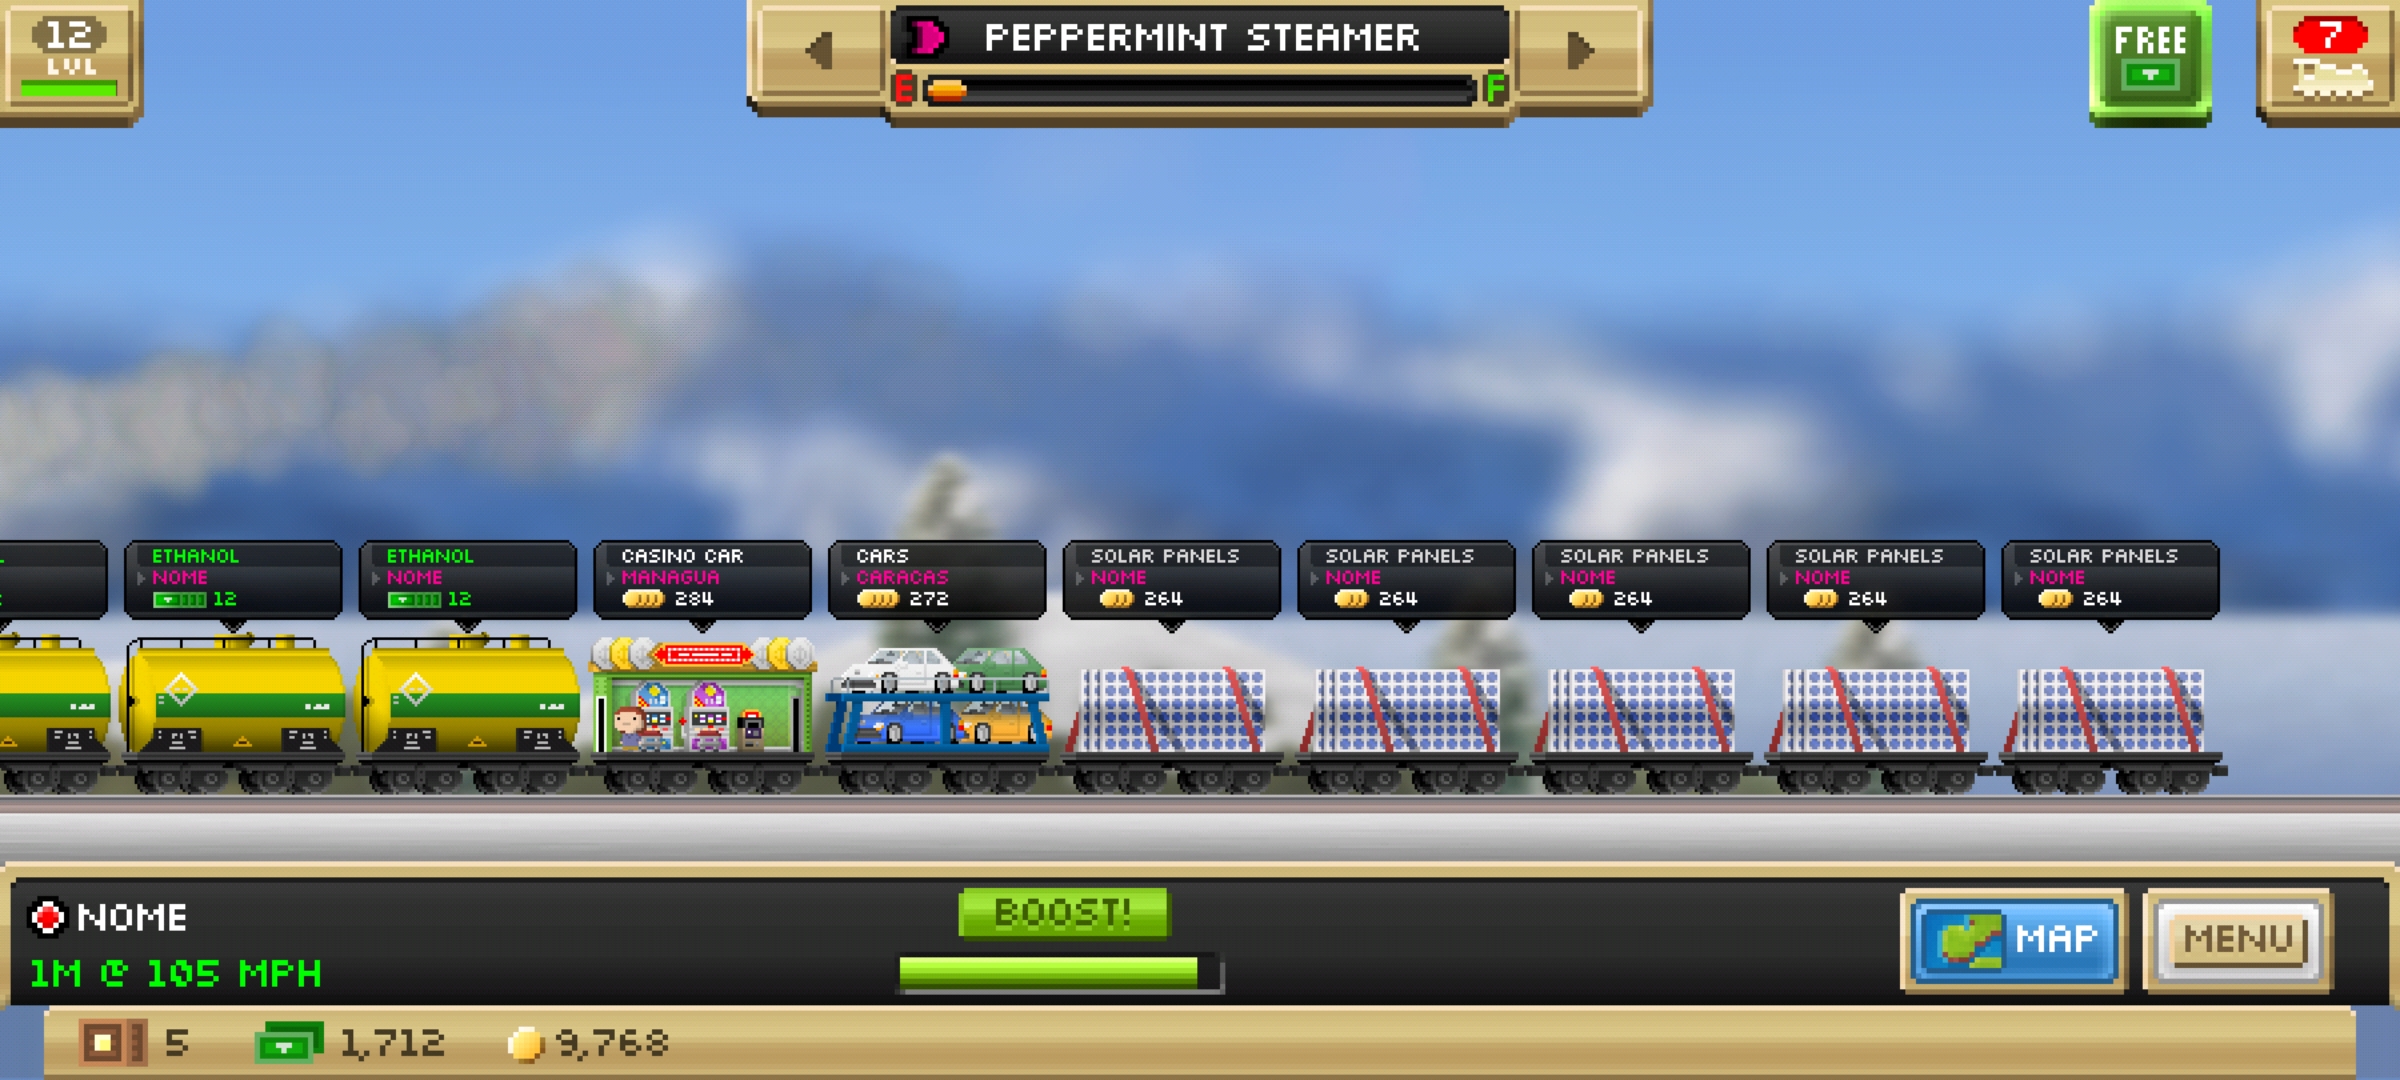 12
LVL
PEPPERMINT STEAMER
E
F
FREE
7
ETHANOL
NOME
12
ETHANOL
NOME
12
CASINO CAR
MANAGUA
284
CARS
CARACAS
272
SOLAR PANELS
NOME
264
SOLAR PANELS
NOME
264
SOLAR PANELS
NOME
264
SOLAR PANELS
NOME
264
SOLAR PANELS
NOME
264
NOME
1M @ 105 MPH
BOOST!
MAP
MENU
5
1,712
9,768